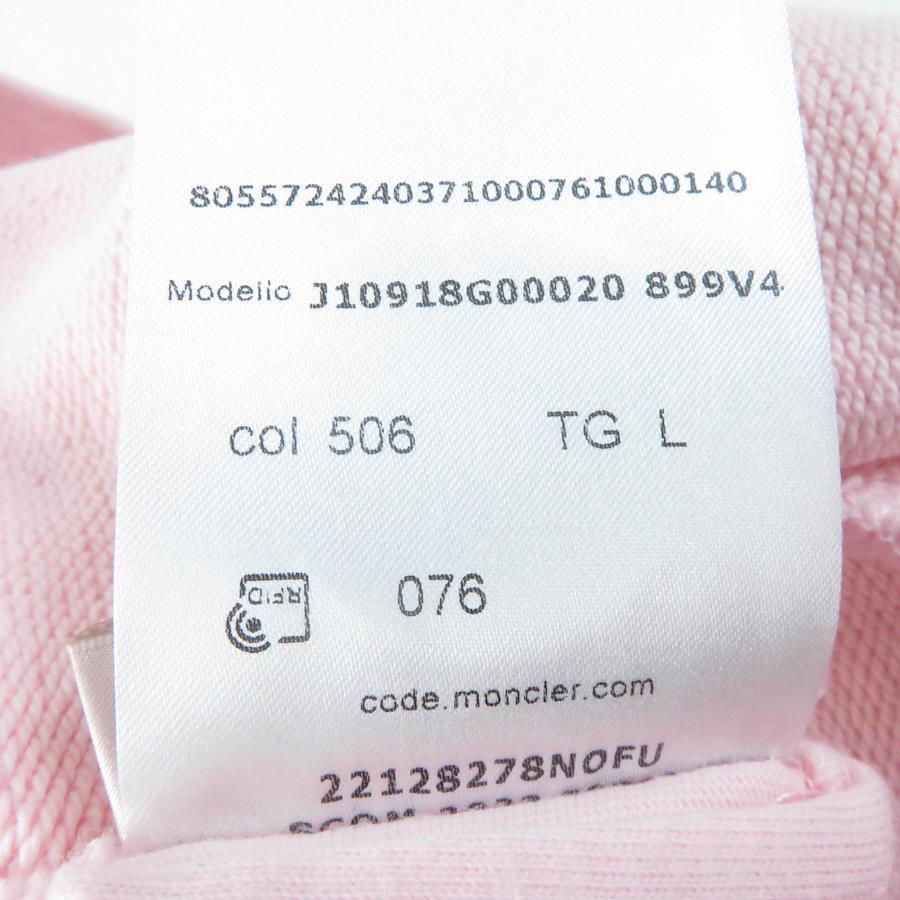 8055724240371000761000140
Modello J10918G00020 899V4
col 506 TG L
RFID 076
code.moncler.com
22128278NOFU